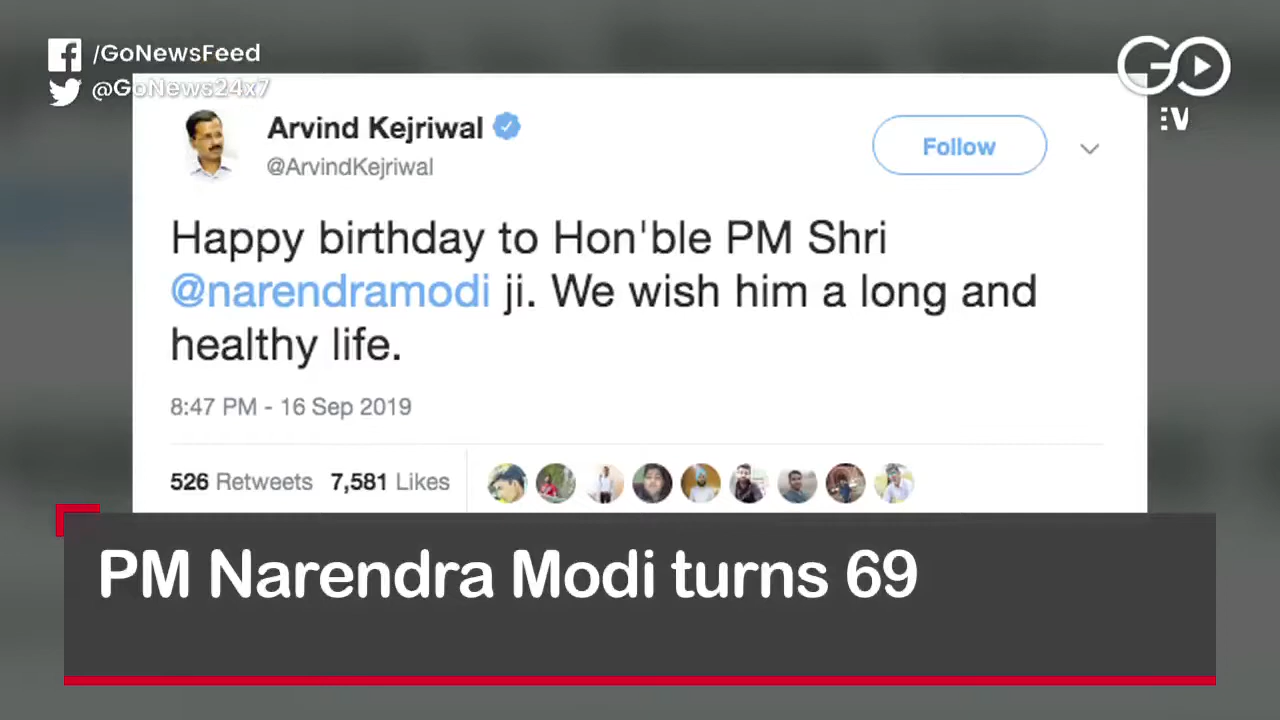 /GoNewsFeed
@GoNews24x7
GO
Arvind Kejriwal
@ArvindKejriwal
Follow
Happy birthday to Hon'ble PM Shri
@narendramodi ji. We wish him a long and
healthy life.
8:47 PM - 16 Sep 2019
526 Retweets 7,581 Likes
PM Narendra Modi turns 69